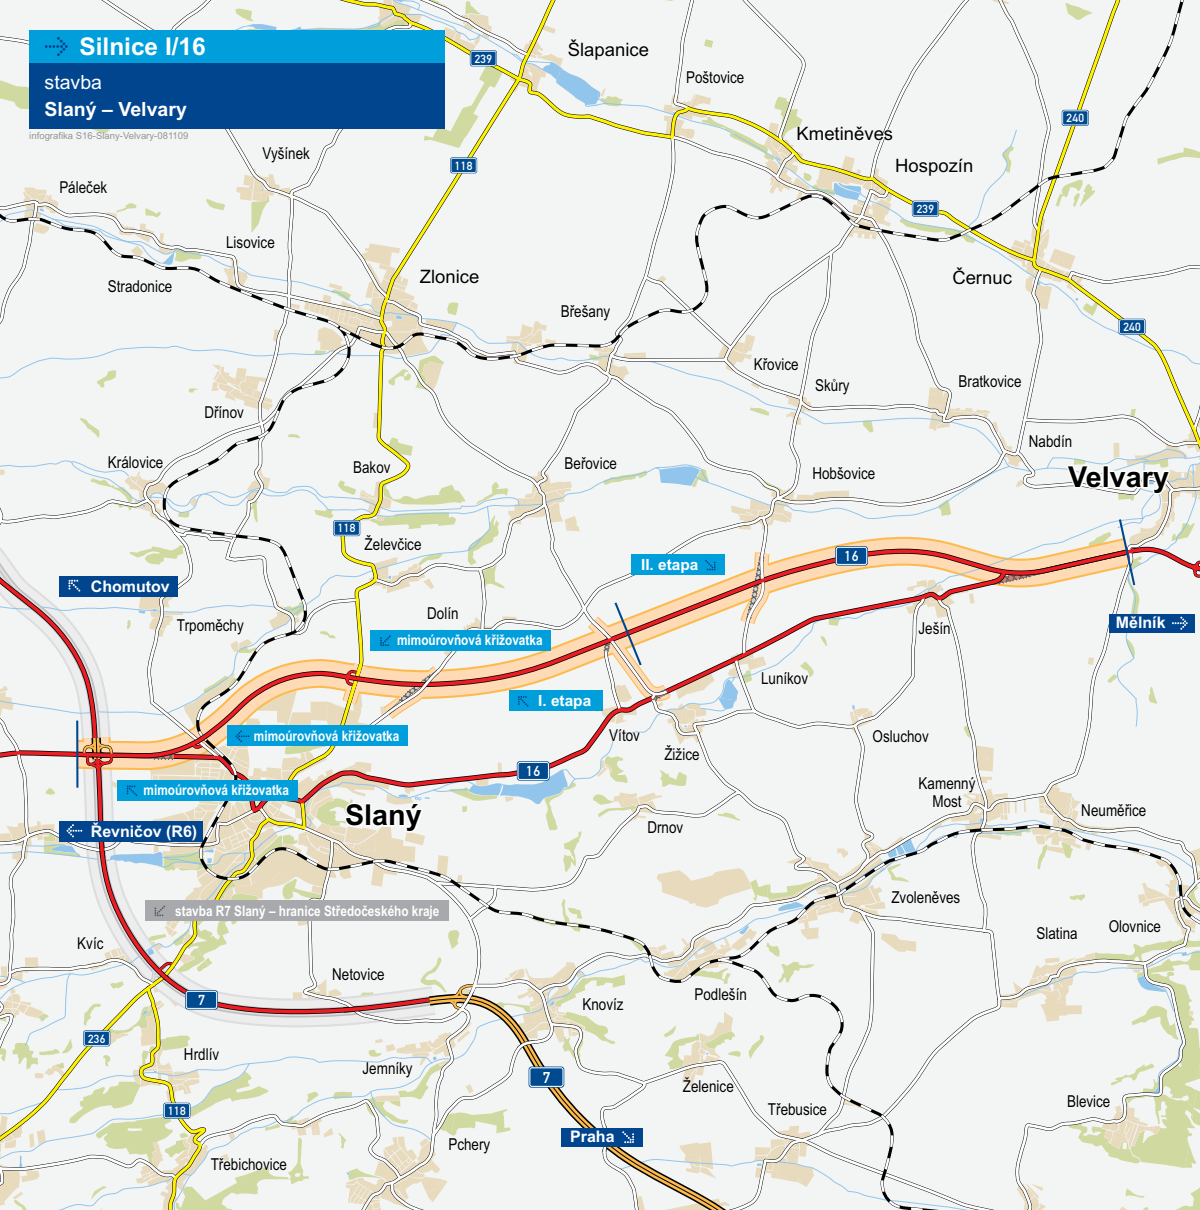 Silnice I/16
stavba
Slaný – Velvary
infografika S16-Slany-Velvary-081109
239
Šlapanice
Poštovice
240
Kmetiněves
Vyšínek
118
Hospozín
Páleček
239
Lisovice
Zlonice
Černuc
Stradonice
Břešany
240
Křovice
Skůry
Bratkovice
Dřínov
Nabdín
Královice
Bakov
Beřovice
Hobšovice
Velvary
118
Želevčice
16
II. etapa
Chomutov
Dolín
Trpoměchy
Mělník
Ješín
mimoúrovňová křižovatka
Luníkov
I. etapa
mimoúrovňová křižovatka
Vítov
Osluchov
Žižice
16
mimoúrovňová křižovatka
Kamenný
Most
Slaný
Neuměřice
Drnov
Řevničov (R6)
Zvoleněves
stavba R7 Slaný – hranice Středočeského kraje
Olovnice
Slatina
Kvíc
Netovice
Podlešín
7
Knovíz
236
Hrdlív
Jemníky
7
Želenice
118
Třebusice
Blevice
Praha
Pchery
Třebichovice